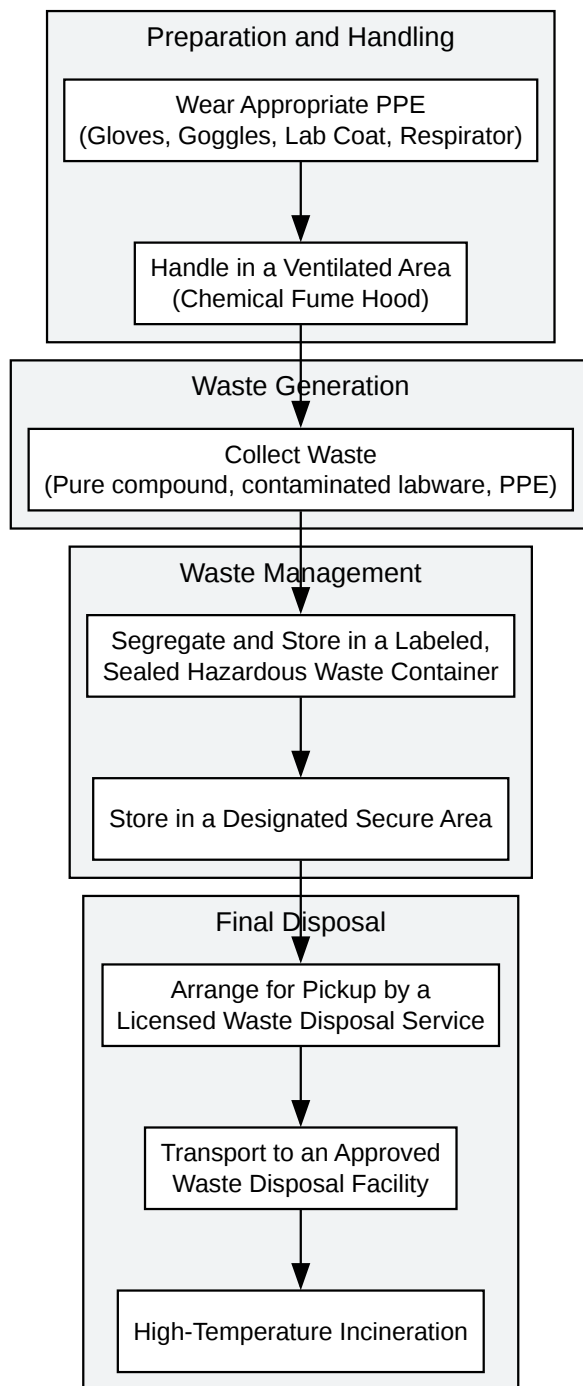 Preparation and Handling
Wear Appropriate PPE
(Gloves, Goggles, Lab Coat, Respirator)
Handle in a Ventilated Area
(Chemical Fume Hood)
Waste Generation
Collect Waste
(Pure compound, contaminated labware, PPE)
Waste Management
Segregate and Store in a Labeled,
Sealed Hazardous Waste Container
Store in a Designated Secure Area
Final Disposal
Arrange for Pickup by a
Licensed Waste Disposal Service
Transport to an Approved
Waste Disposal Facility
High-Temperature Incineration